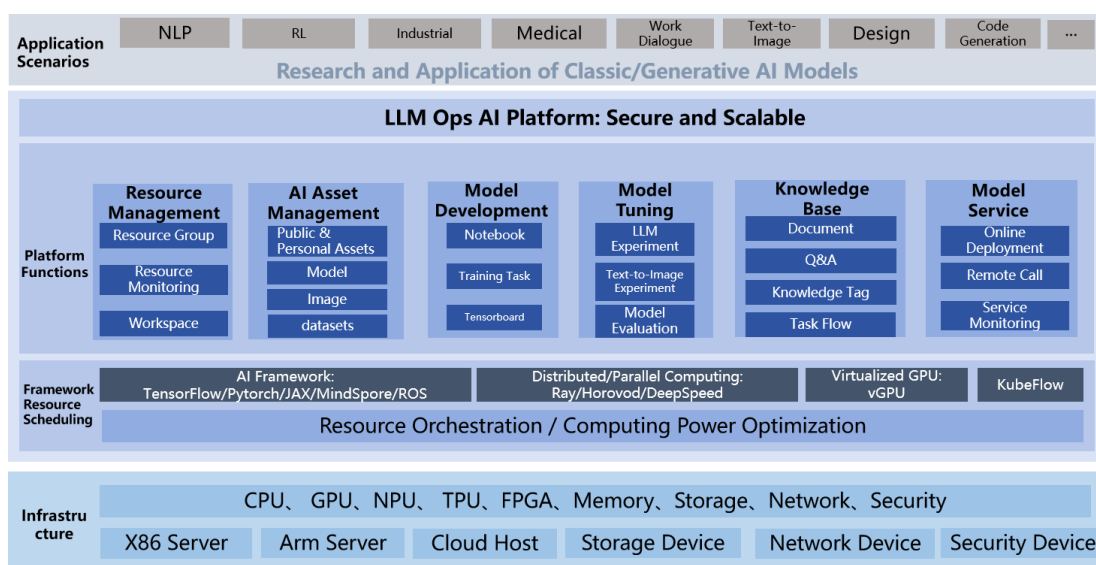 Application
Scenarios
NLP
RL
Industrial
Medical
Work
Dialogue
Text-to-
Image
Design
Code
Generation
...
Research and Application of Classic/Generative AI Models
LLM Ops AI Platform: Secure and Scalable
Platform
Functions
Resource
Management
Resource Group
Resource
Monitoring
Workspace
AI Asset
Management
Public &
Personal Assets
Model
Image
datasets
Model
Development
Notebook
Training Task
Tensorboard
Model
Tuning
LLM
Experiment
Text-to-Image
Experiment
Model
Evaluation
Knowledge
Base
Document
Q&A
Knowledge Tag
Task Flow
Model
Service
Online
Deployment
Remote Call
Service
Monitoring
Framework
Resource
Scheduling
AI Framework:
TensorFlow/Pytorch/JAX/MindSpore/ROS
Distributed/Parallel Computing:
Ray/Horovod/DeepSpeed
Virtualized GPU:
vGPU
KubeFlow
Resource Orchestration / Computing Power Optimization
Infrastru
cture
CPU、 GPU、NPU、TPU、FPGA、Memory、Storage、Network、Security
X86 Server
Arm Server
Cloud Host
Storage Device
Network Device
Security Device